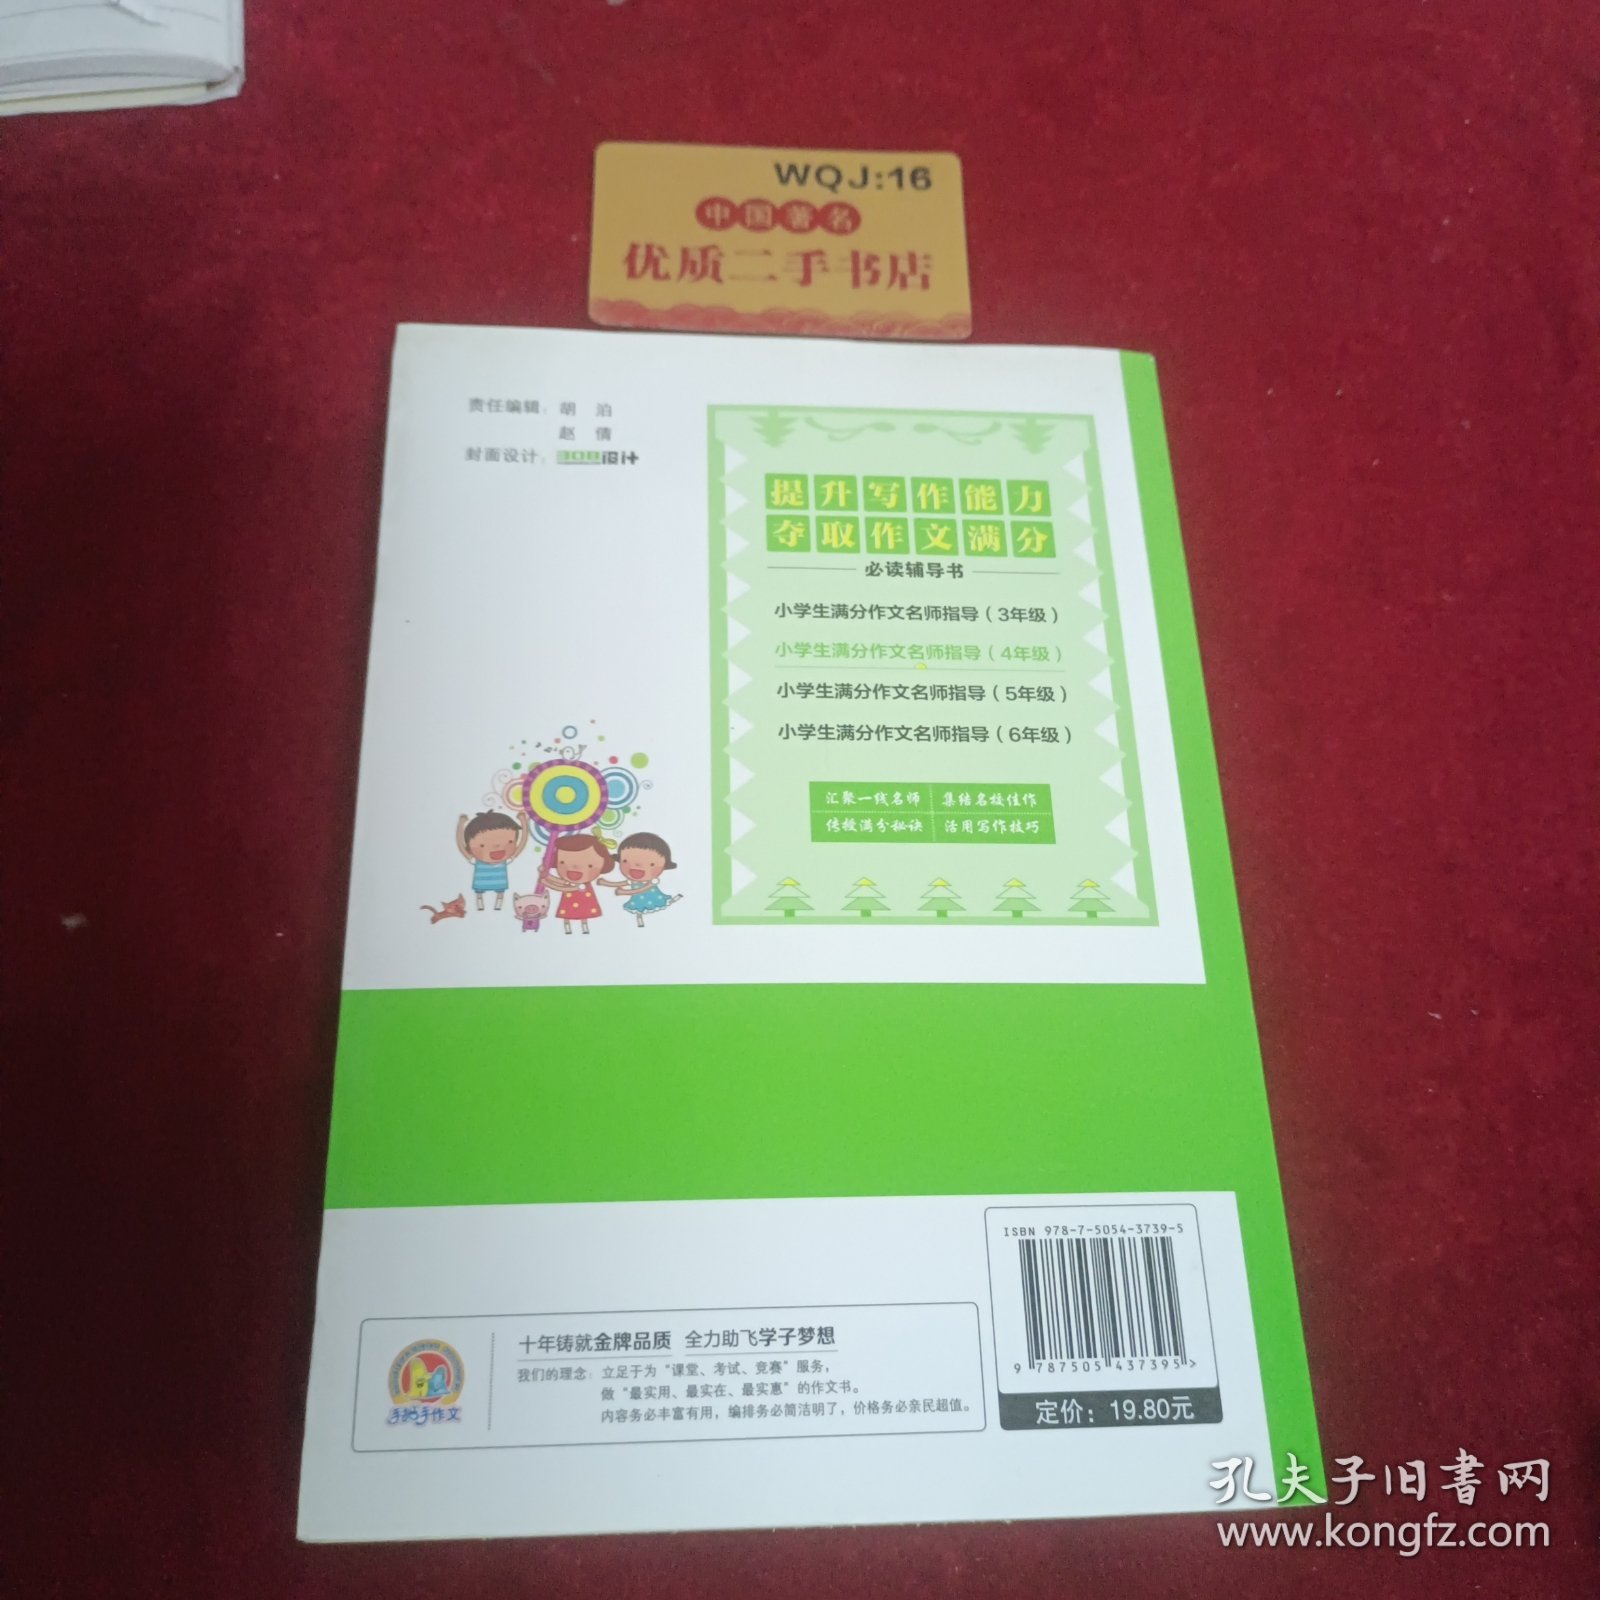 WQJ:16
中国著名
优质二手书店
责任编辑：胡 泊
赵 倩
封面设计：308设计
提升写作能力
夺取作文满分
必读辅导书
小学生满分作文名师指导（3年级）
小学生满分作文名师指导（4年级）
小学生满分作文名师指导（5年级）
小学生满分作文名师指导（6年级）
汇聚一线名师 集结名校佳作
传授满分秘诀 活用写作技巧
ISBN 978-7-5054-3739-5
9 787505 437395 >
定价：19.80元
十年铸就金牌品质 全力助飞学子梦想
我们的理念：立足于为“课堂、考试、竞赛”服务，
做“最实用、最实在、最实惠”的作文书。
内容务必丰富有用，编排务必简洁明了，价格务必亲民超值。
手把手作文
孔夫子旧书网
www.kongfz.com